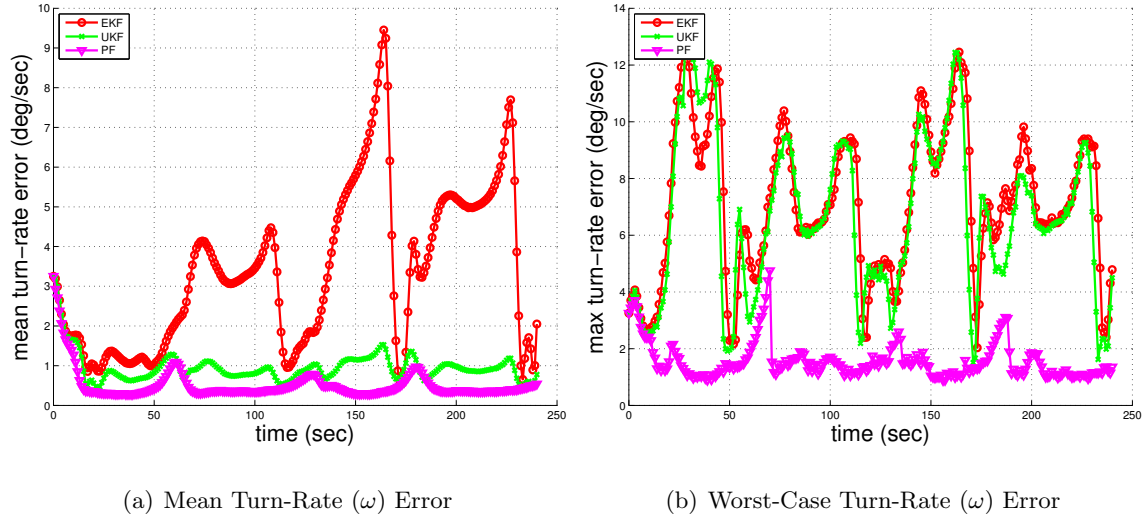 EKF
UKF
PF
mean turn−rate error (deg/sec)
10
9
8
7
6
5
4
3
2
1
0
0 50 100 150 200 250
time (sec)
(a) Mean Turn-Rate (ω) Error
EKF
UKF
PF
max turn−rate error (deg/sec)
14
12
10
8
6
4
2
0
0 50 100 150 200 250
time (sec)
(b) Worst-Case Turn-Rate (ω) Error